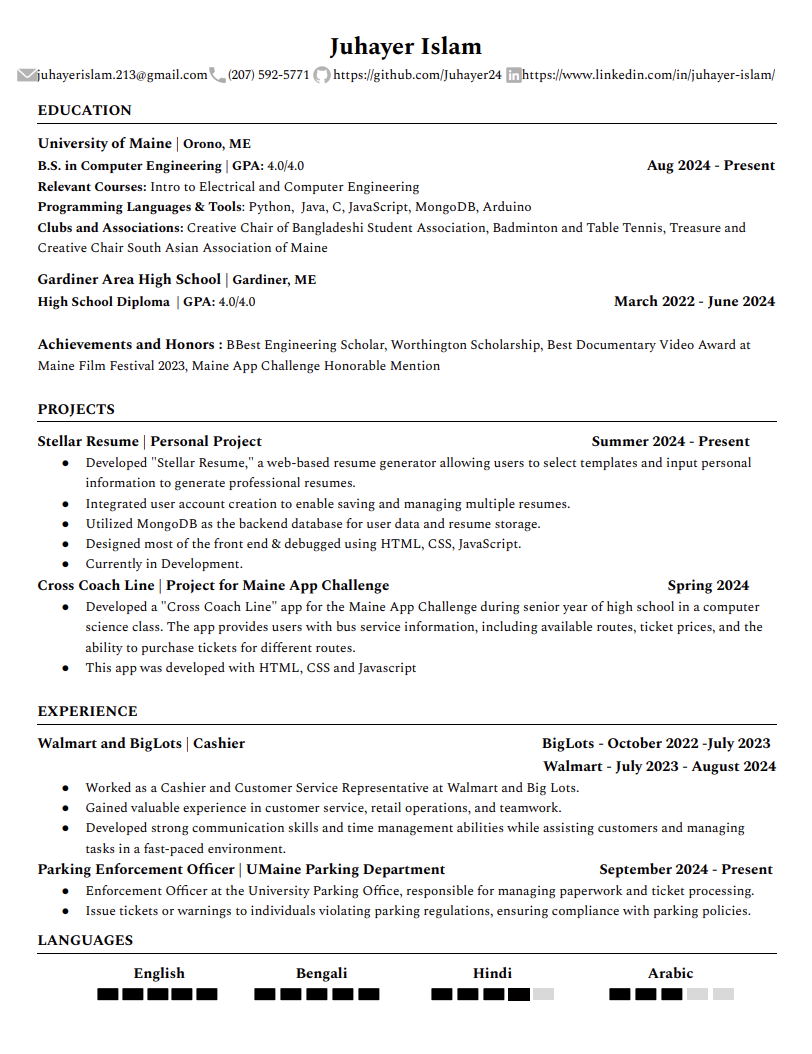 Juhayer Islam
juhayerislam.213@gmail.com (207) 592-5771 https://github.com/Juhayer24 https://www.linkedin.com/in/juhayer-islam/
EDUCATION
University of Maine | Orono, ME
B.S. in Computer Engineering | GPA: 4.0/4.0 Aug 2024 - Present
Relevant Courses: Intro to Electrical and Computer Engineering
Programming Languages & Tools: Python, Java, C, JavaScript, MongoDB, Arduino
Clubs and Associations: Creative Chair of Bangladeshi Student Association, Badminton and Table Tennis, Treasure and
Creative Chair South Asian Association of Maine
Gardiner Area High School | Gardiner, ME
High School Diploma | GPA: 4.0/4.0 March 2022 - June 2024
Achievements and Honors : BBest Engineering Scholar, Worthington Scholarship, Best Documentary Video Award at
Maine Film Festival 2023, Maine App Challenge Honorable Mention
PROJECTS
Stellar Resume | Personal Project Summer 2024 - Present
● Developed "Stellar Resume," a web-based resume generator allowing users to select templates and input personal
information to generate professional resumes.
● Integrated user account creation to enable saving and managing multiple resumes.
● Utilized MongoDB as the backend database for user data and resume storage.
● Designed most of the front end & debugged using HTML, CSS, JavaScript.
● Currently in Development.
Cross Coach Line | Project for Maine App Challenge Spring 2024
● Developed a "Cross Coach Line" app for the Maine App Challenge during senior year of high school in a computer
science class. The app provides users with bus service information, including available routes, ticket prices, and the
ability to purchase tickets for different routes.
● This app was developed with HTML, CSS and Javascript
EXPERIENCE
Walmart and BigLots | Cashier BigLots - October 2022 -July 2023
Walmart - July 2023 - August 2024
● Worked as a Cashier and Customer Service Representative at Walmart and Big Lots.
● Gained valuable experience in customer service, retail operations, and teamwork.
● Developed strong communication skills and time management abilities while assisting customers and managing
tasks in a fast-paced environment.
Parking Enforcement Officer | UMaine Parking Department September 2024 - Present
● Enforcement Officer at the University Parking Office, responsible for managing paperwork and ticket processing.
● Issue tickets or warnings to individuals violating parking regulations, ensuring compliance with parking policies.
LANGUAGES
English Bengali Hindi Arabic